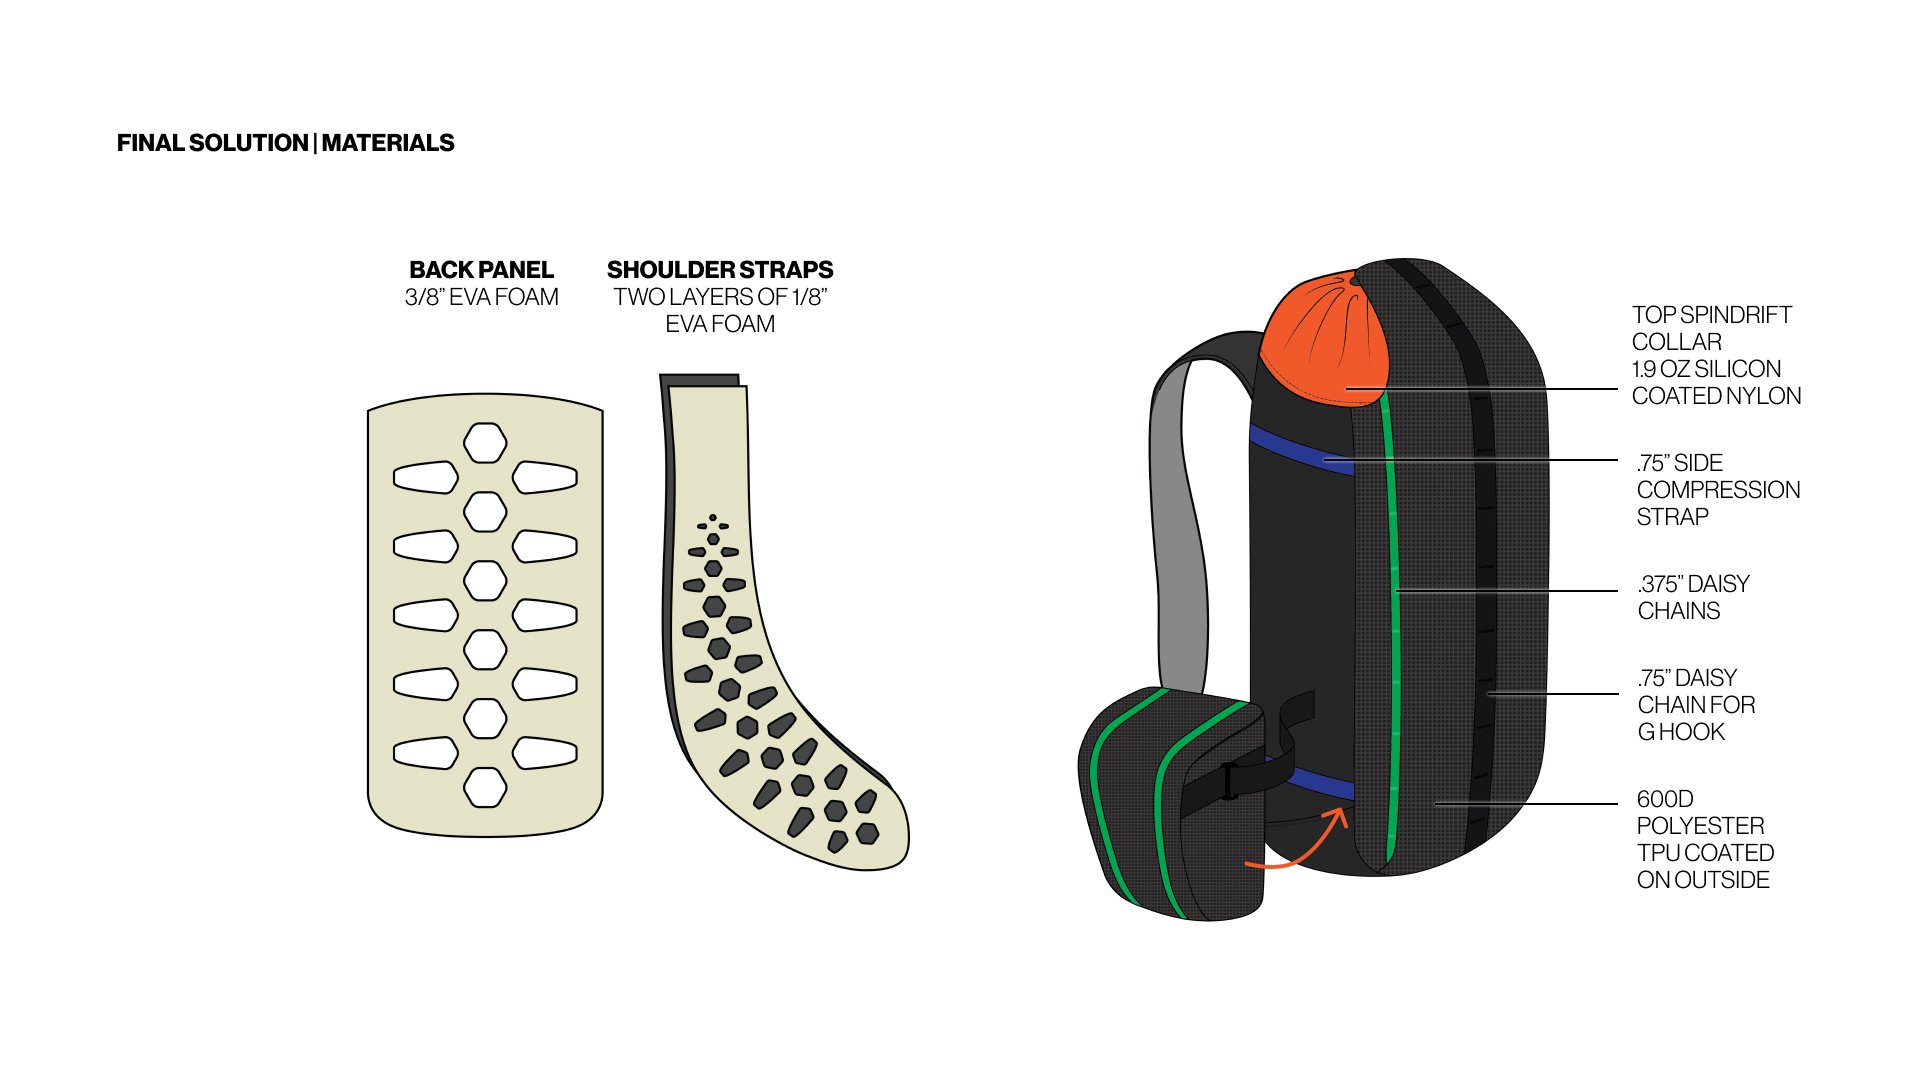 FINAL SOLUTION | MATERIALS
BACK PANEL
3/8” EVA FOAM
SHOULDER STRAPS
TWO LAYERS OF 1/8”
EVA FOAM
TOP SPINDRIFT
COLLAR
1.9 OZ SILICON
COATED NYLON
.75” SIDE
COMPRESSION
STRAP
.375” DAISY
CHAINS
.75” DAISY
CHAIN FOR
G HOOK
600D
POLYESTER
TPU COATED
ON OUTSIDE